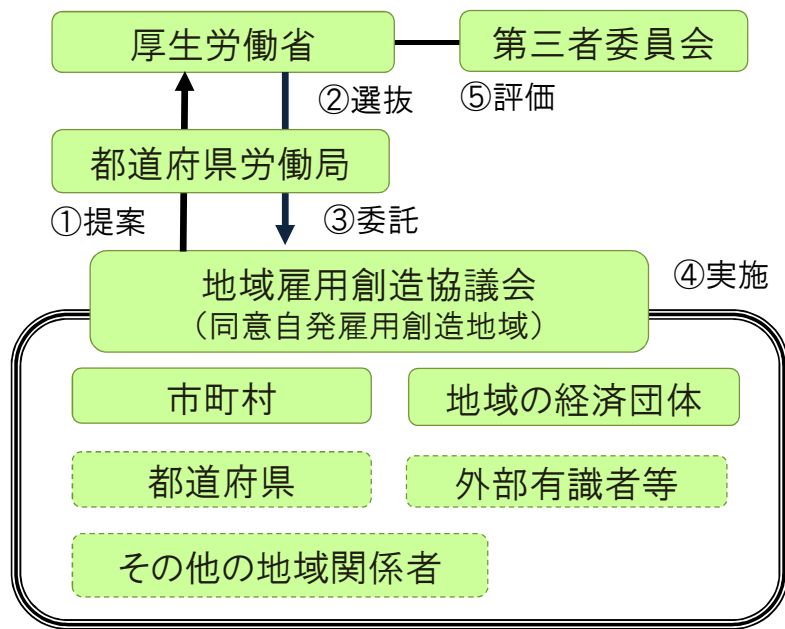 厚生労働省
第三者委員会
②選抜
⑤評価
都道府県労働局
①提案
③委託
地域雇用創造協議会
（同意自発雇用創造地域）
④実施
市町村
地域の経済団体
都道府県
外部有識者等
その他の地域関係者